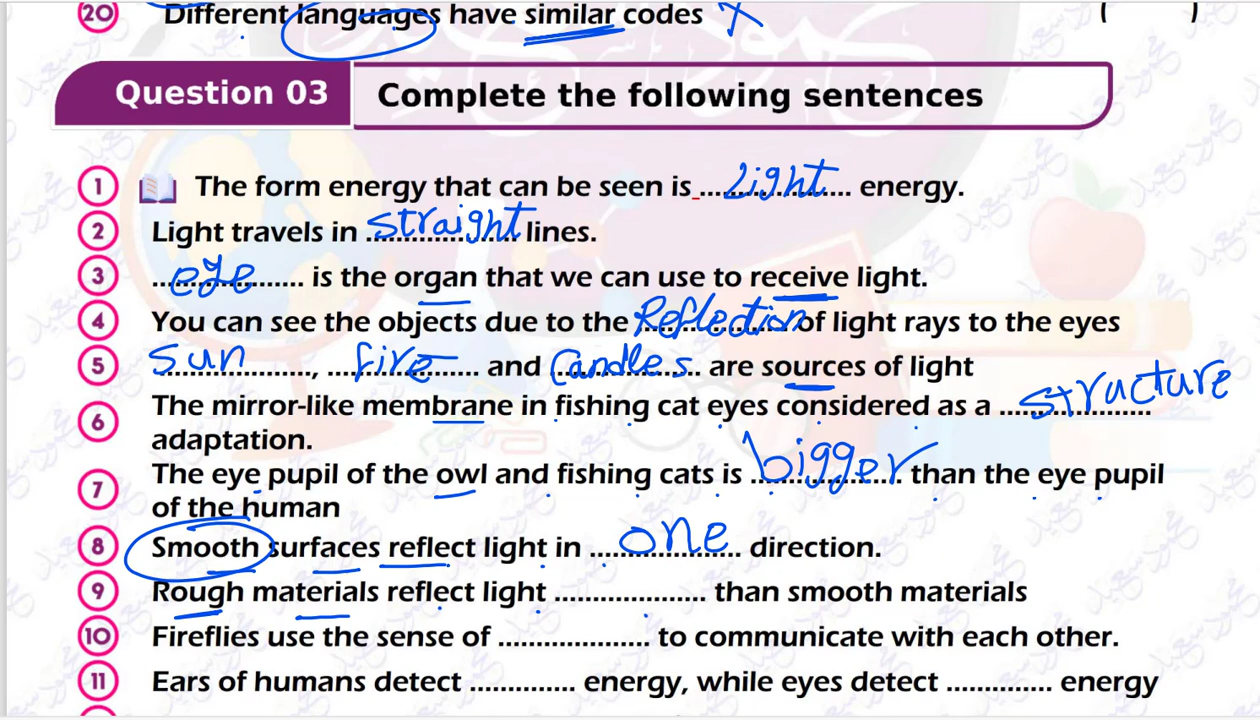 20 Different languages have similar codes X ( )
Question 03 Complete the following sentences
1 The form energy that can be seen is ...Light... energy.
2 Light travels in ...straight... lines.
3 ...eye... is the organ that we can use to receive light.
4 You can see the objects due to the ...Reflection... of light rays to the eyes
5 ...sun..., ...fire... and ...Candles... are sources of light
6 The mirror-like membrane in fishing cat eyes considered as a ...structure...
adaptation.
7 The eye pupil of the owl and fishing cats is ...bigger... than the eye pupil
of the human
8 Smooth surfaces reflect light in ...one... direction.
9 Rough materials reflect light .................... than smooth materials
10 Fireflies use the sense of .................... to communicate with each other.
11 Ears of humans detect .............. energy, while eyes detect .............. energy